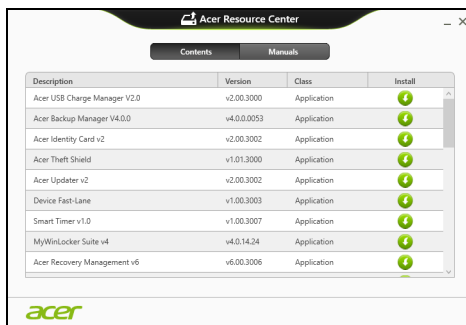 Acer Resource Center
Contents Manuals
Description Version Class Install
Acer USB Charge Manager V2.0 v2.00.3000 Application
Acer Backup Manager V4.0.0 v4.0.0.0053 Application
Acer Identity Card v2 v2.00.3002 Application
Acer Theft Shield v1.01.3000 Application
Acer Updater v2 v2.00.3002 Application
Device Fast-Lane v1.00.3003 Application
Smart Timer v1.0 v1.00.3007 Application
MyWinLocker Suite v4 v4.0.14.24 Application
Acer Recovery Management v6 v6.00.3006 Application
acer